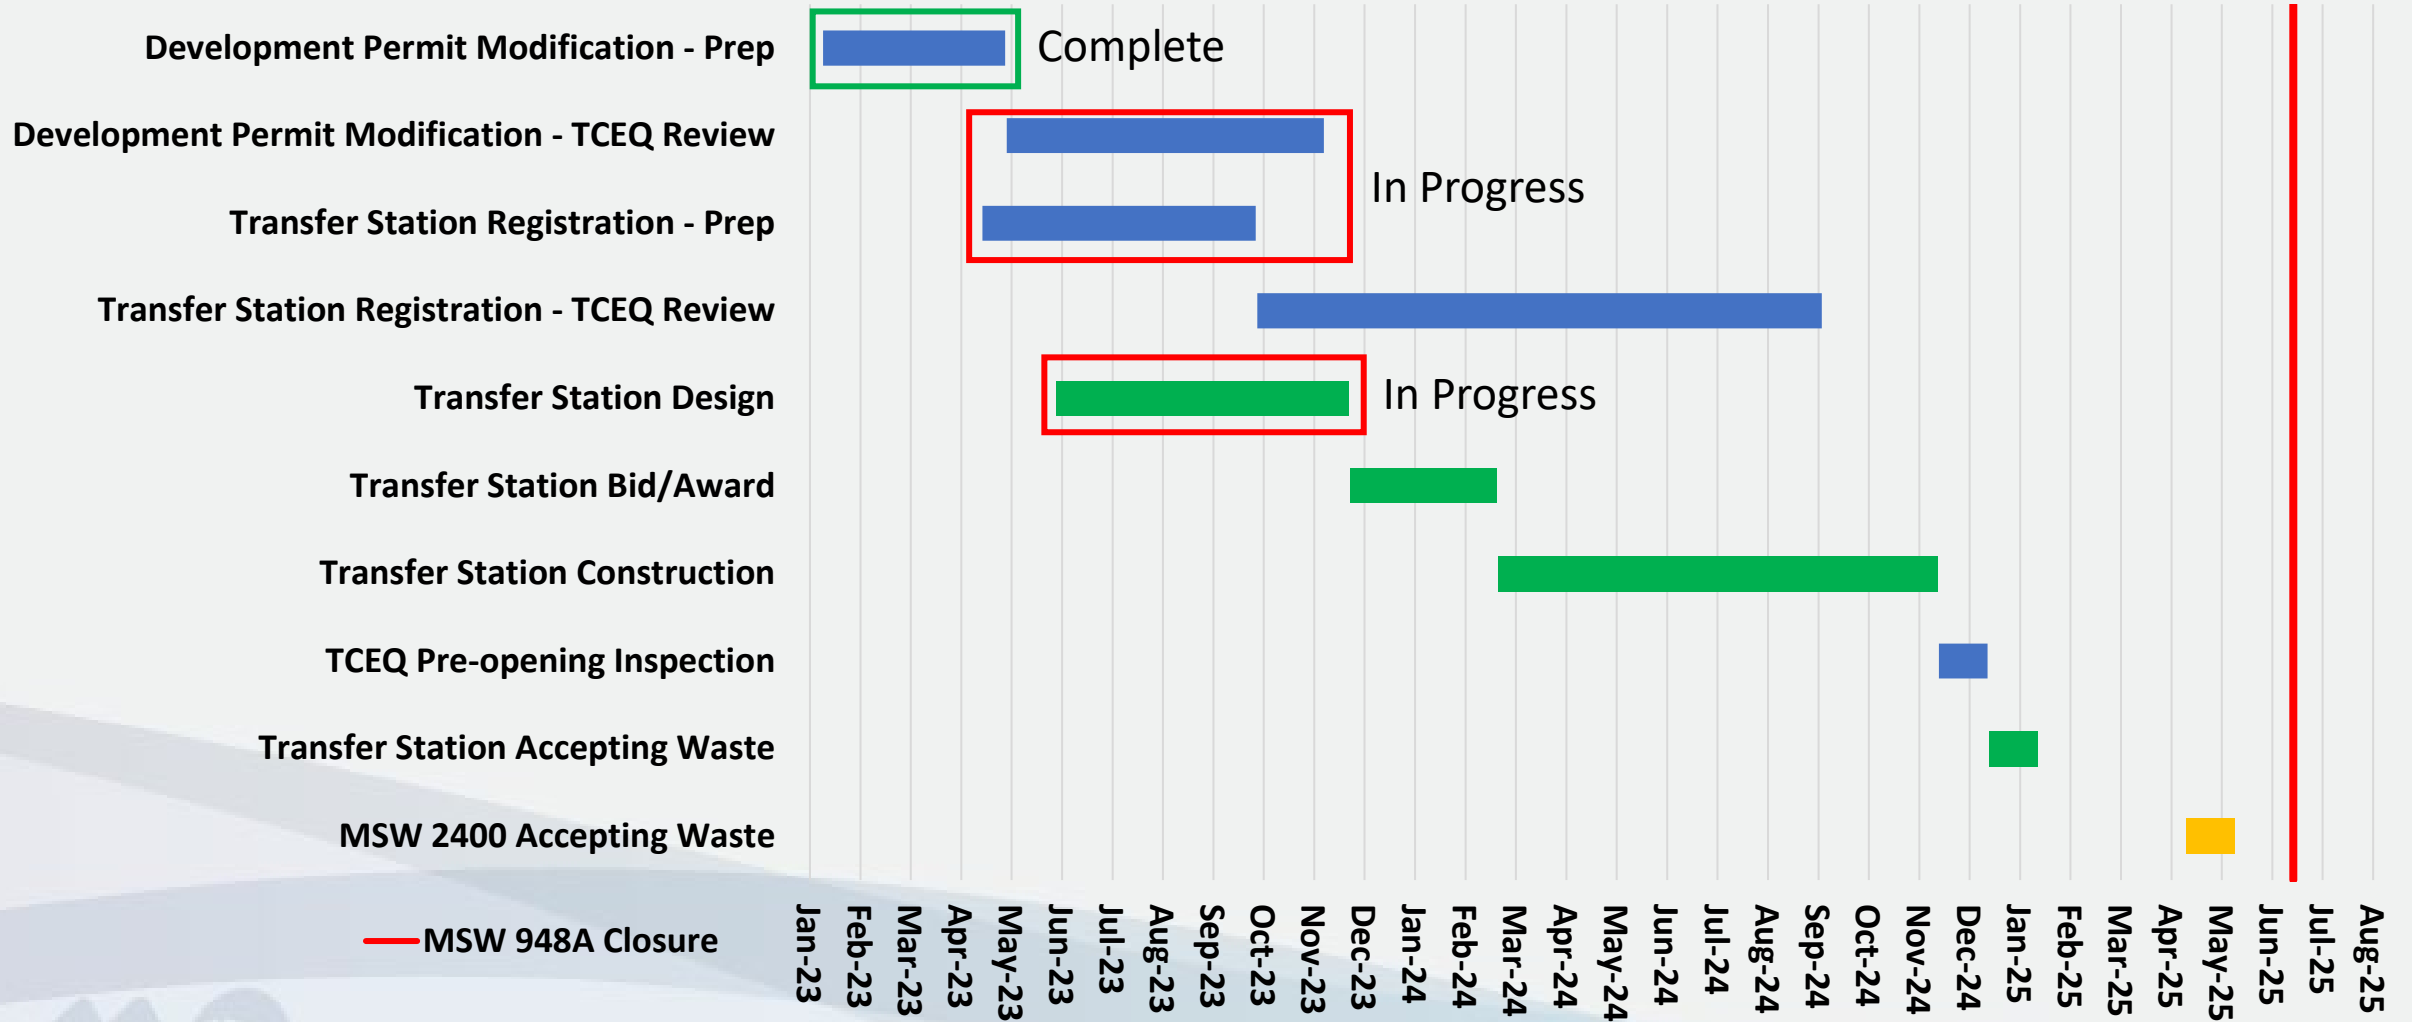 Development Permit Modification - Prep
Complete
Development Permit Modification - TCEQ Review
In Progress
Transfer Station Registration - Prep
Transfer Station Registration - TCEQ Review
Transfer Station Design
In Progress
Transfer Station Bid/Award
Transfer Station Construction
TCEQ Pre-opening Inspection
Transfer Station Accepting Waste
MSW 2400 Accepting Waste
MSW 948A Closure
Jan-23
Feb-23
Mar-23
Apr-23
May-23
Jun-23
Jul-23
Aug-23
Sep-23
Oct-23
Nov-23
Dec-23
Jan-24
Feb-24
Mar-24
Apr-24
May-24
Jun-24
Jul-24
Aug-24
Sep-24
Oct-24
Nov-24
Dec-24
Jan-25
Feb-25
Mar-25
Apr-25
May-25
Jun-25
Jul-25
Aug-25